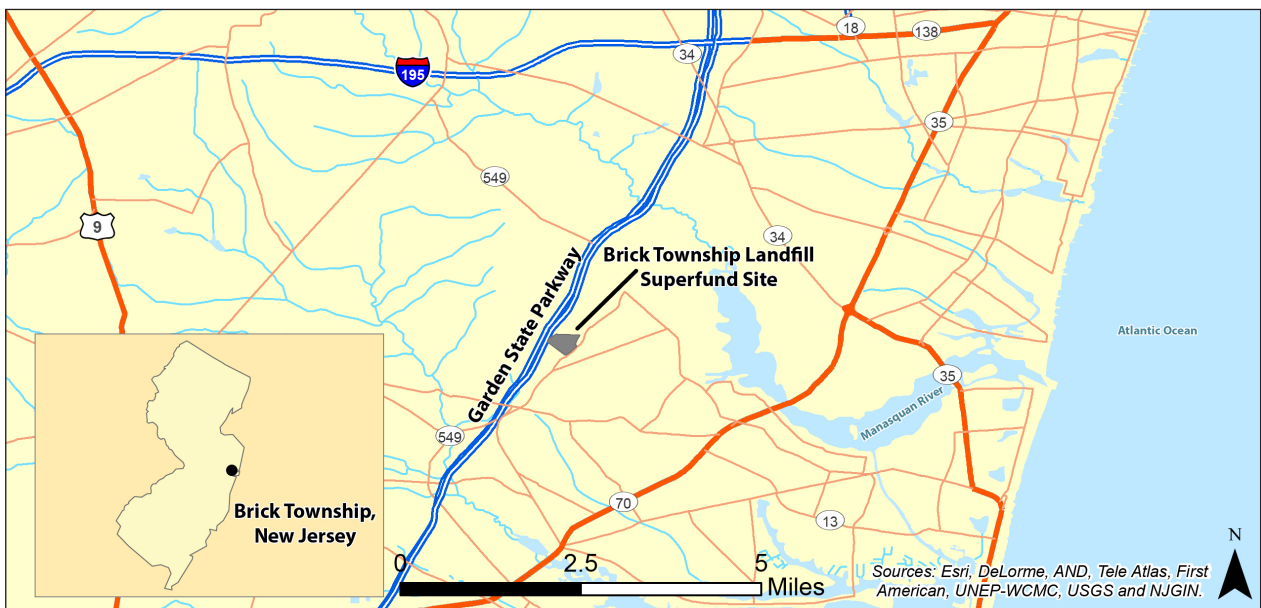 18
138
34
195
35
549
9
34
Brick Township Landfill
Superfund Site
Garden State Parkway
Atlantic Ocean
35
Manasquan River
549
70
13
Brick Township,
New Jersey
0 2.5 5
Miles
N
Sources: Esri, DeLorme, AND, Tele Atlas, First
American, UNEP-WCMC, USGS and NJGIN.